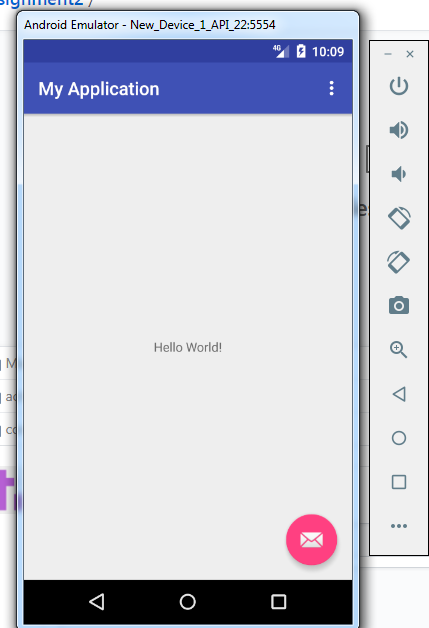 signment2 /
Android Emulator - New_Device_1_API_22:5554
4G 10:09
My Application
Hello World!